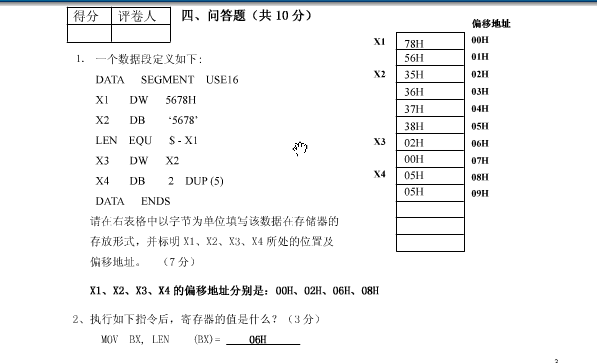 得分 评卷人
四、问答题（共 10 分）
1. 一个数据段定义如下:
DATA SEGMENT USE16
X1 DW 5678H
X2 DB ‘5678’
LEN EQU $ - X1
X3 DW X2
X4 DB 2 DUP (5)
DATA ENDS
请在右表格中以字节为单位填写该数据在存储器的
存放形式，并标明 X1、X2、X3、X4 所处的位置及
偏移地址。 （7 分）
偏移地址
X1 78H 00H
56H 01H
X2 35H 02H
36H 03H
37H 04H
38H 05H
X3 02H 06H
00H 07H
X4 05H 08H
05H 09H
X1、X2、X3、X4 的偏移地址分别是：00H、02H、06H、08H
2、执行如下指令后，寄存器的值是什么？（3 分）
MOV BX, LEN (BX)= 06H
3